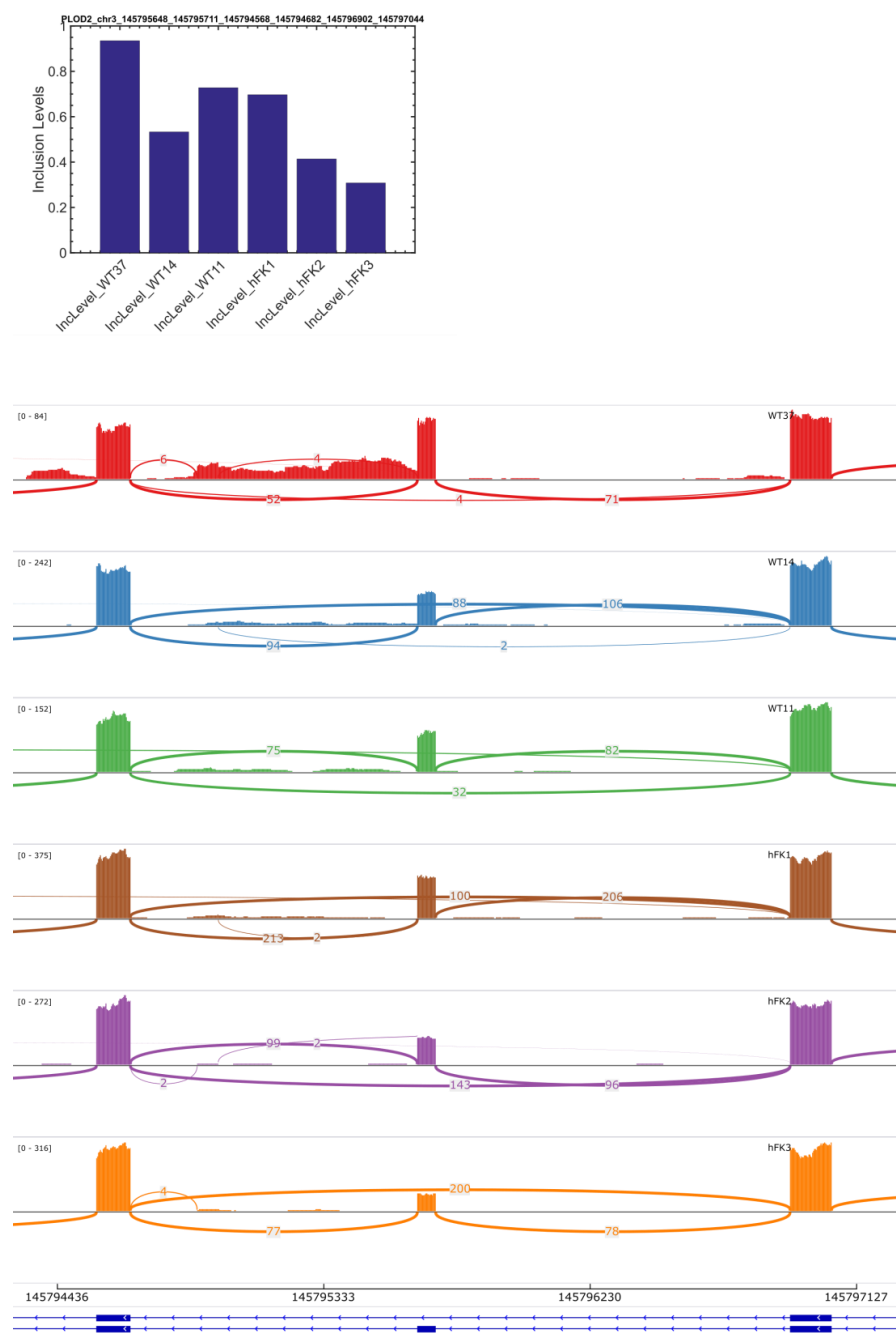 PLOD2_chr3_145795648_145795711_145794568_145794682_145796902_145797044
1
0.8
0.6
0.4
0.2
0
Inclusion Levels
IncLevel_WT37
IncLevel_WT14
IncLevel_WT11
IncLevel_hFK1
IncLevel_hFK2
IncLevel_hFK3
[0 - 84] WT37
6 4
52 4 71
[0 - 242] WT14
88 106
94 2
[0 - 152] WT11
75 82
32
[0 - 375] hFK1
100 206
213 2
[0 - 272] hFK2
99 2
2 143 96
[0 - 316] hFK3
4 200
77 78
145794436 145795333 145796230 145797127